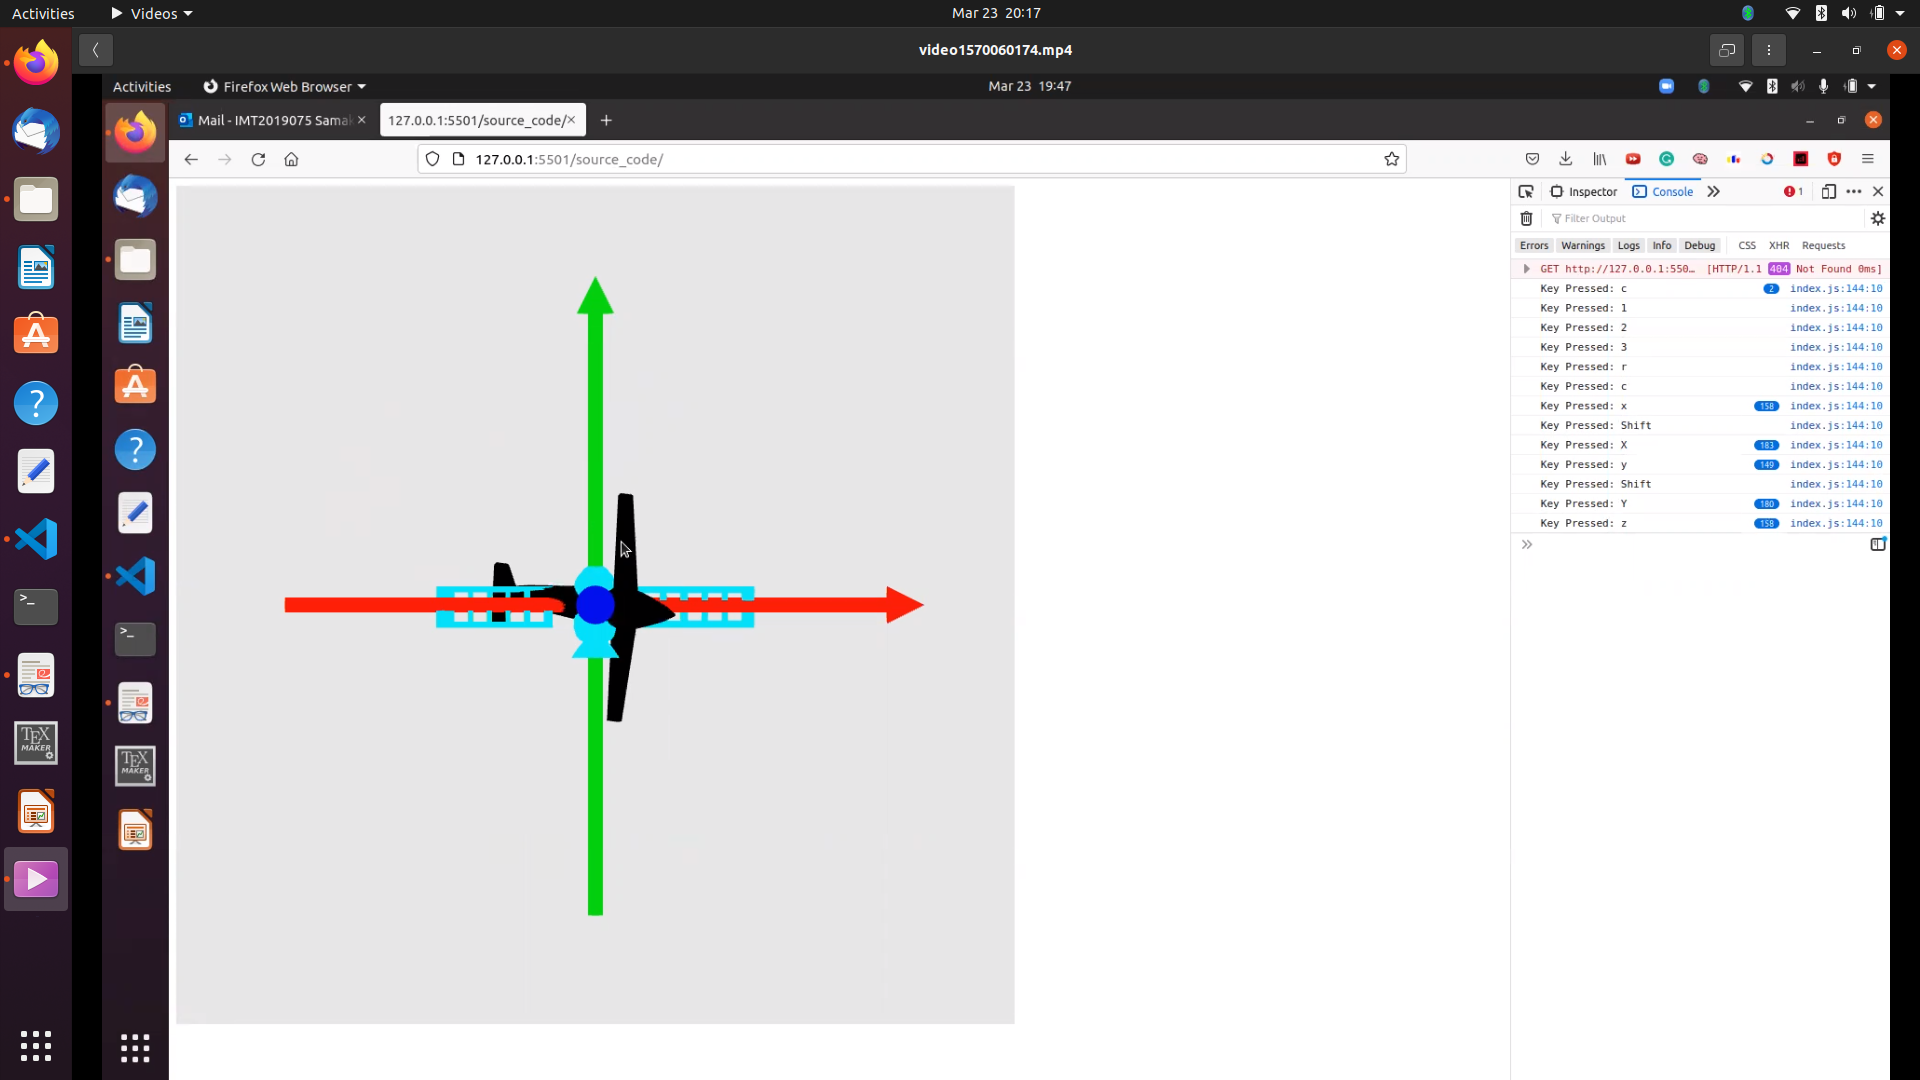 Activities
Videos
Mar 23 20:17
video1570060174.mp4
Activities
Firefox Web Browser
Mar 23 19:47
Mail - IMT2019075 Sama
127.0.0.1:5501/source_code/
127.0.0.1:5501/source_code/
Inspector
Console
1
Filter Output
Errors
Warnings
Logs
Info
Debug
CSS
XHR
Requests
GET http://127.0.0.1:550… [HTTP/1.1 404 Not Found 0ms]
Key Pressed: c 2 index.js:144:10
Key Pressed: 1 index.js:144:10
Key Pressed: 2 index.js:144:10
Key Pressed: 3 index.js:144:10
Key Pressed: r index.js:144:10
Key Pressed: c index.js:144:10
Key Pressed: x 158 index.js:144:10
Key Pressed: Shift index.js:144:10
Key Pressed: X 183 index.js:144:10
Key Pressed: y 149 index.js:144:10
Key Pressed: Shift index.js:144:10
Key Pressed: Y 180 index.js:144:10
Key Pressed: z 158 index.js:144:10
TEX
MAKER
TEX
MAKER